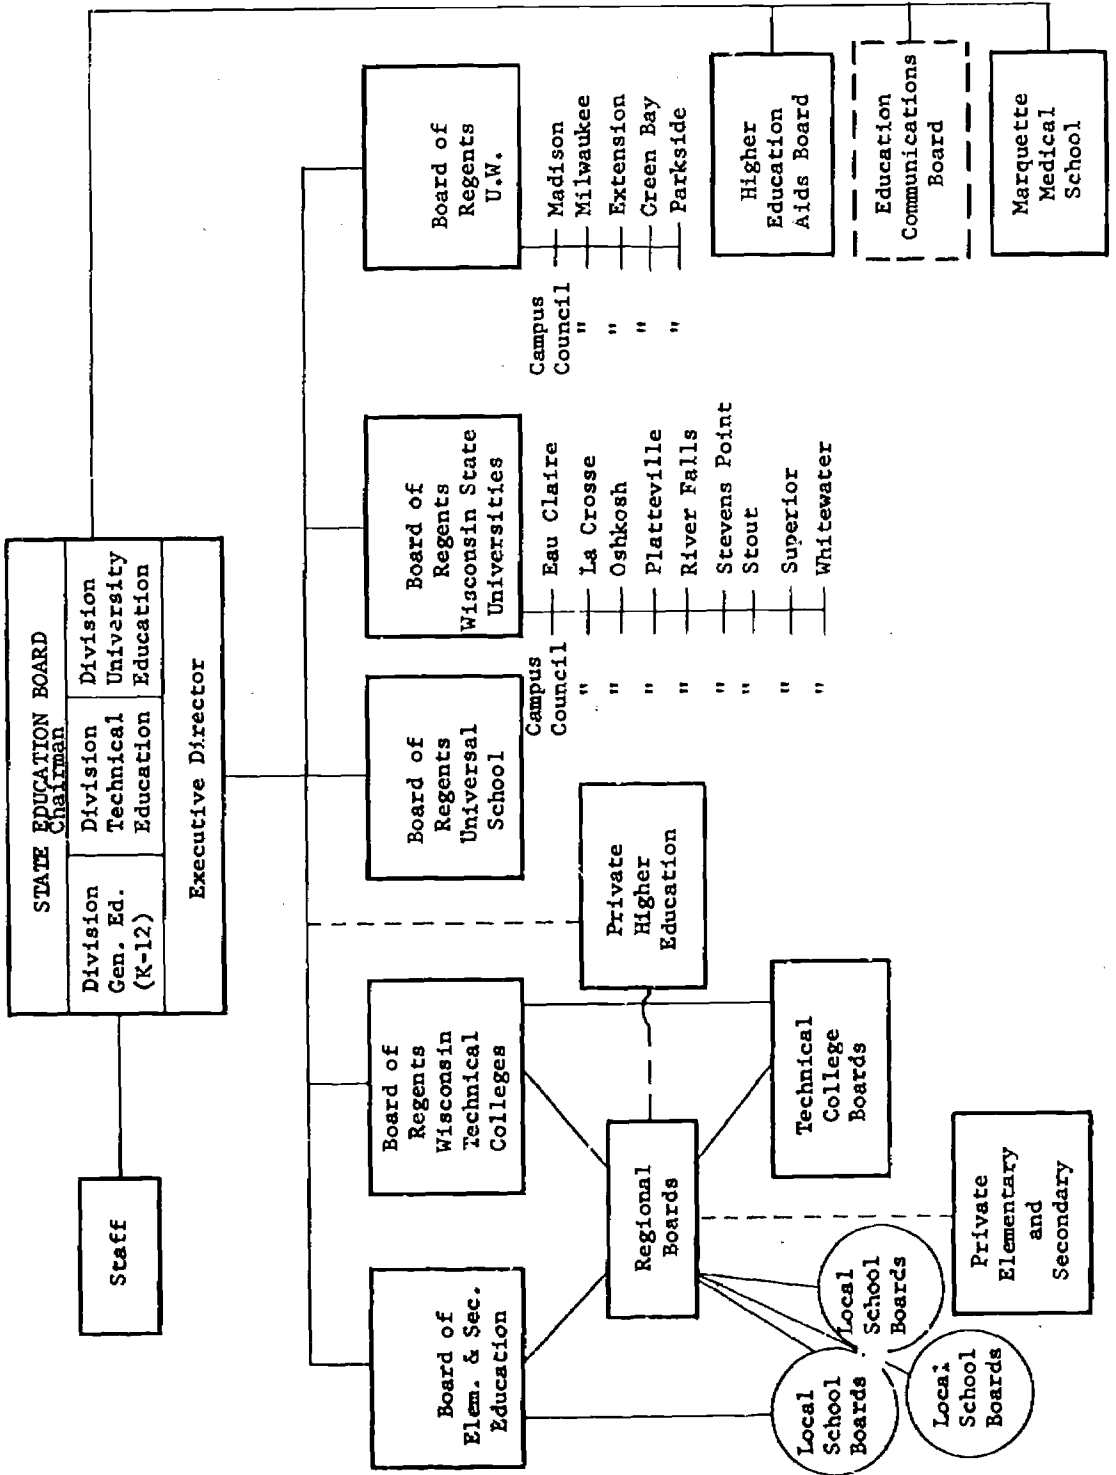 STATE EDUCATION BOARD
Chairman
Division
Gen. Ed.
(K-12)
Division
Technical
Education
Division
University
Education
Executive Director
Staff
Board of
Elem. & Sec.
Education
Board of
Regents
Wisconsin
Technical
Colleges
Board of
Regents
Universal
School
Board of
Regents
Wisconsin State
Universities
Board of
Regents
U.W.
Regional
Boards
Private
Higher
Education
Technical
College
Boards
Local
School
Boards
Local
School
Boards
Local
School
Boards
Private
Elementary
and
Secondary
Campus
Council Eau Claire
" La Crosse
" Oshkosh
" Platteville
" River Falls
" Stevens Point
" Stout
" Superior
" Whitewater
Campus
Council Madison
" Milwaukee
" Extension
" Green Bay
" Parkside
Higher
Education
Aids Board
Education
Communications
Board
Marquette
Medical
School